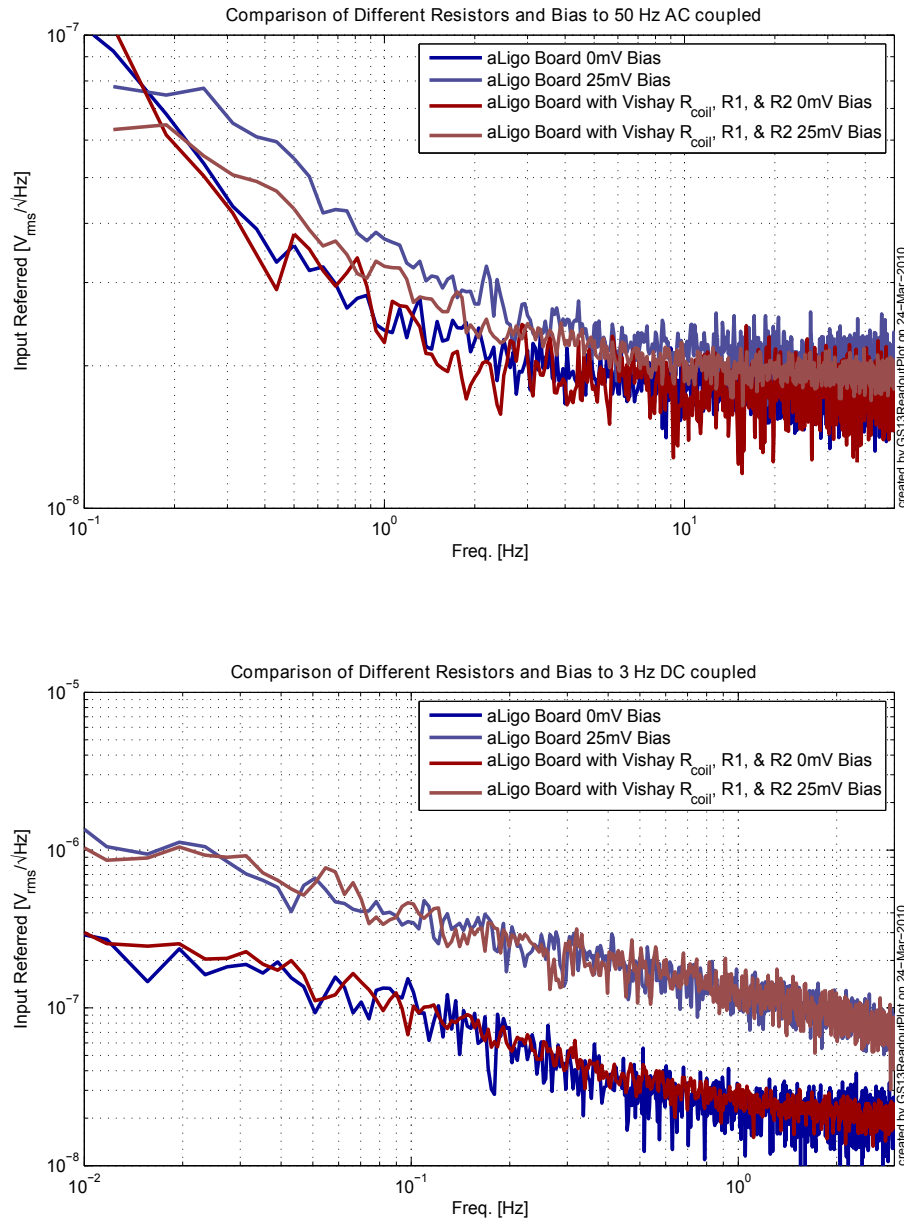 Comparison of Different Resistors and Bias to 50 Hz AC coupled
10⁻⁷
aLigo Board 0mV Bias
aLigo Board 25mV Bias
aLigo Board with Vishay R_coil, R1, & R2 0mV Bias
aLigo Board with Vishay R_coil, R1, & R2 25mV Bias
Input Referred [V_rms/√Hz]
created by GS13ReadoutPlot on 24−Mar−2010
10⁻⁸
10⁻¹ 10⁰ 10¹
Freq. [Hz]
Comparison of Different Resistors and Bias to 3 Hz DC coupled
10⁻⁵
aLigo Board 0mV Bias
aLigo Board 25mV Bias
aLigo Board with Vishay R_coil, R1, & R2 0mV Bias
aLigo Board with Vishay R_coil, R1, & R2 25mV Bias
10⁻⁶
Input Referred [V_rms/√Hz]
created by GS13ReadoutPlot on 24−Mar−2010
10⁻⁷
10⁻⁸
10⁻² 10⁻¹ 10⁰
Freq. [Hz]